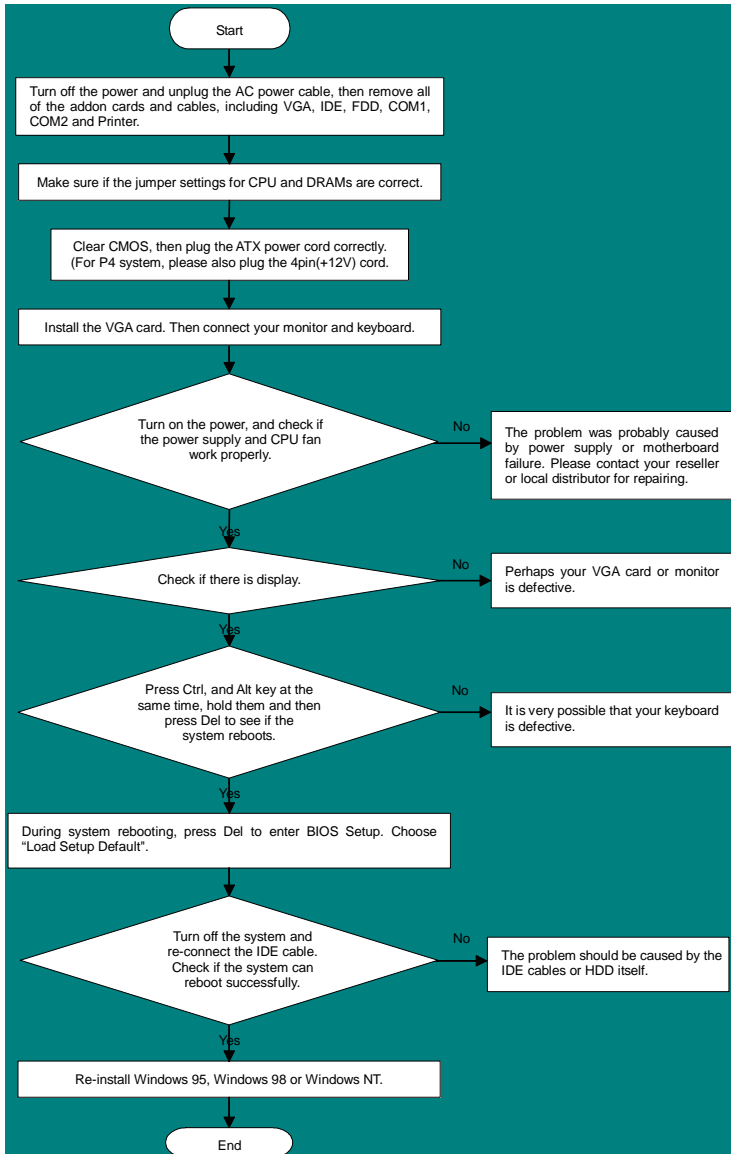 Start
Turn off the power and unplug the AC power cable, then remove all
of the addon cards and cables, including VGA, IDE, FDD, COM1,
COM2 and Printer.
Make sure if the jumper settings for CPU and DRAMs are correct.
Clear CMOS, then plug the ATX power cord correctly.
(For P4 system, please also plug the 4pin(+12V) cord.
Install the VGA card. Then connect your monitor and keyboard.
Turn on the power, and check if
the power supply and CPU fan
work properly.
No
The problem was probably caused
by power supply or motherboard
failure. Please contact your reseller
or local distributor for repairing.
Yes
Check if there is display.
No
Perhaps your VGA card or monitor
is defective.
Yes
Press Ctrl, and Alt key at the
same time, hold them and then
press Del to see if the
system reboots.
No
It is very possible that your keyboard
is defective.
Yes
During system rebooting, press Del to enter BIOS Setup. Choose
“Load Setup Default”.
Turn off the system and
re-connect the IDE cable.
Check if the system can
reboot successfully.
No
The problem should be caused by the
IDE cables or HDD itself.
Yes
Re-install Windows 95, Windows 98 or Windows NT.
End